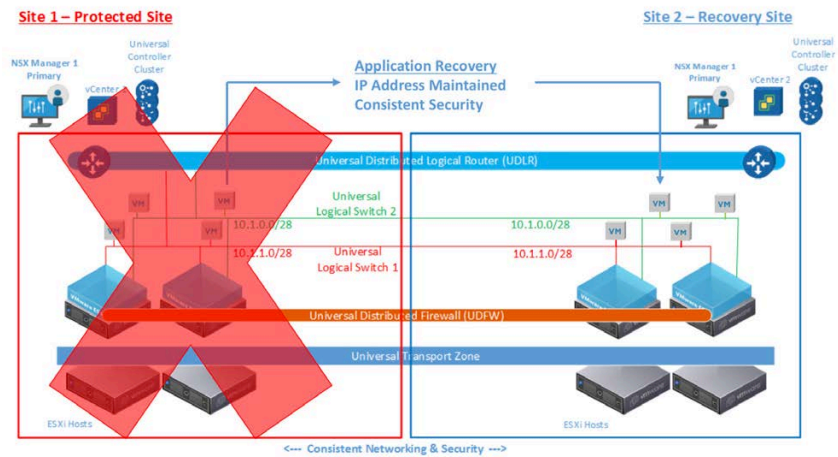 Site 1 – Protected Site
Site 2 – Recovery Site
NSX Manager 1
Primary
vCenter
Universal
Controller
Cluster
Application Recovery
IP Address Maintained
Consistent Security
NSX Manager 1
Primary
vCenter 2
Universal
Controller
Cluster
Universal Distributed Logical Router (UDLR)
VM
VM
VM
VM
Universal
Logical Switch 2
10.1.0.0/28
10.1.0.0/28
VM
VM
VM
VM
10.1.1.0/28
Universal
Logical Switch 1
10.1.1.0/28
Universal Distributed Firewall (UDFW)
Universal Transport Zone
ESXi Hosts
ESXi Hosts
<--- Consistent Networking & Security --->